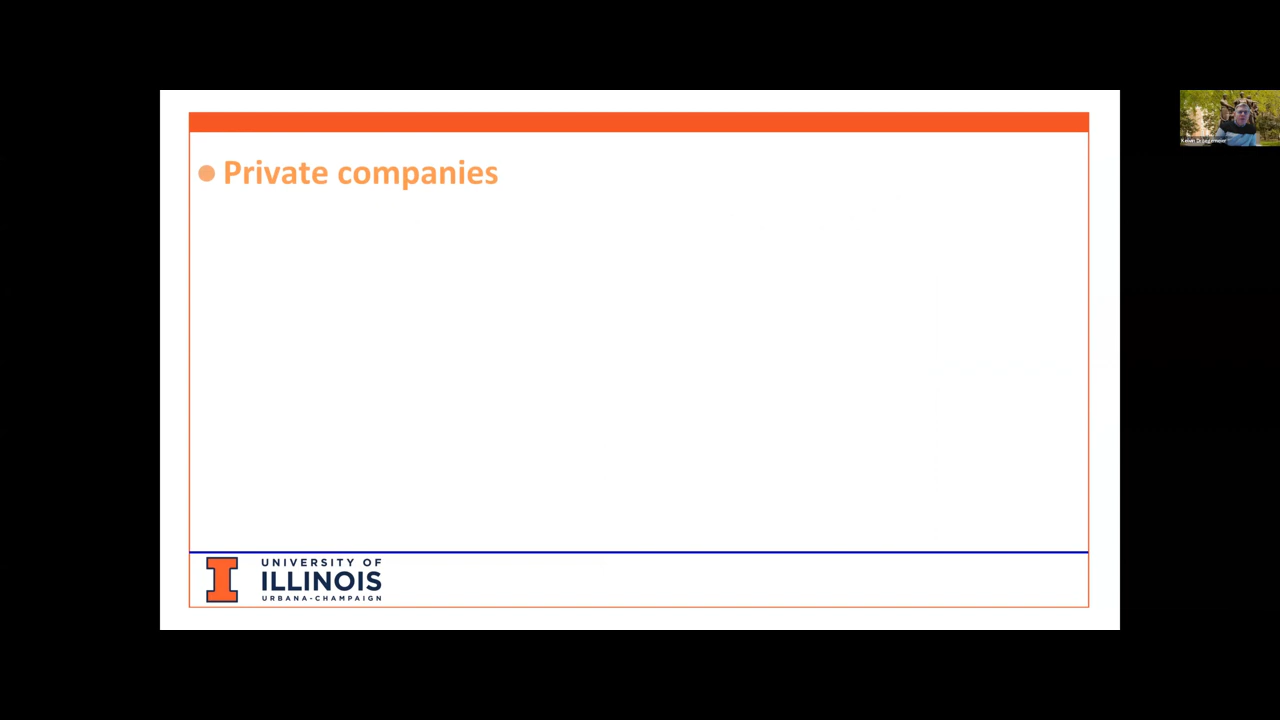 ● Private companies
UNIVERSITY OF
ILLINOIS
URBANA-CHAMPAIGN